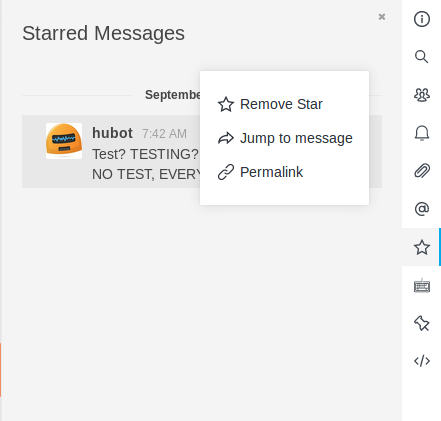 Starred Messages
Septembe
Remove Star
hubot 7:42 AM
Jump to message
Test? TESTING?
NO TEST, EVERY
Permalink